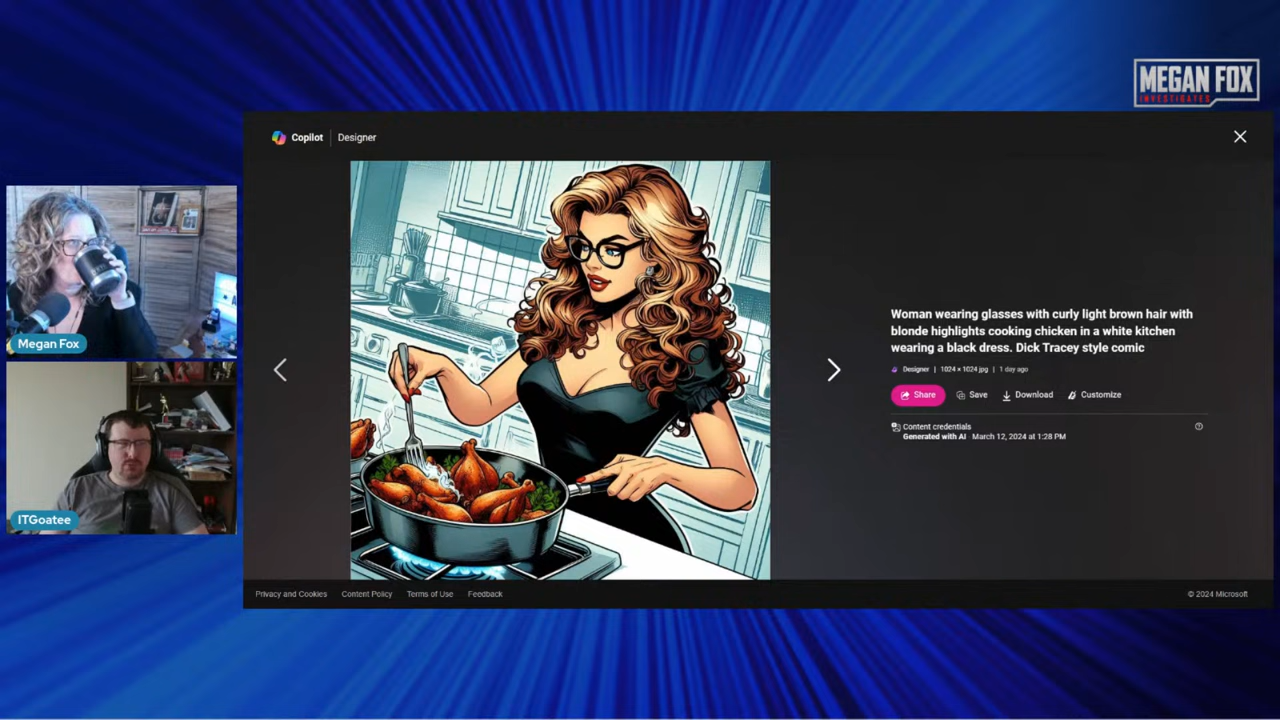 MEGAN FOX
INVESTIGATES
Copilot | Designer
Megan Fox
ITGoatee
Woman wearing glasses with curly light brown hair with
blonde highlights cooking chicken in a white kitchen
wearing a black dress. Dick Tracey style comic
Designer | 1024 × 1024 jpg | 1 day ago
Share Save Download Customize
Content credentials
Generated with AI · March 12, 2024 at 1:28 PM
Privacy and Cookies Content Policy Terms of Use Feedback
© 2024 Microsoft